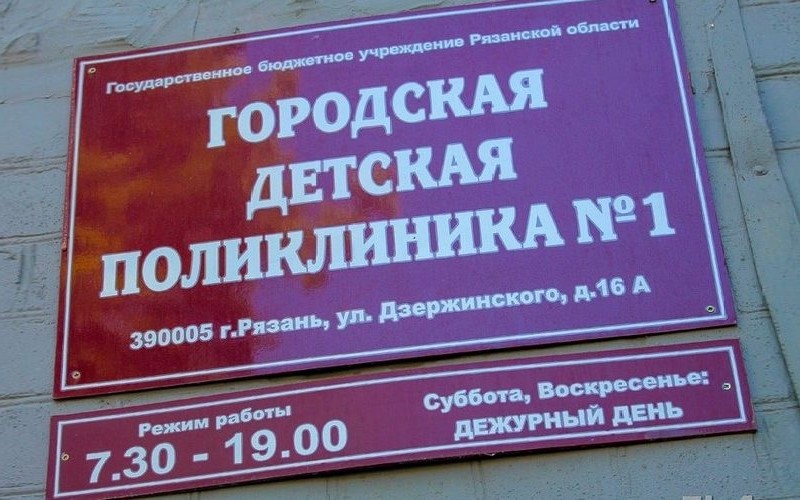 Государственное бюджетное учреждение Рязанской области
ГОРОДСКАЯ
ДЕТСКАЯ
ПОЛИКЛИНИКА №1
390005 г.Рязань, ул. Дзержинского, д.16 А
Режим работы
7.30 - 19.00
Суббота, Воскресенье:
ДЕЖУРНЫЙ ДЕНЬ